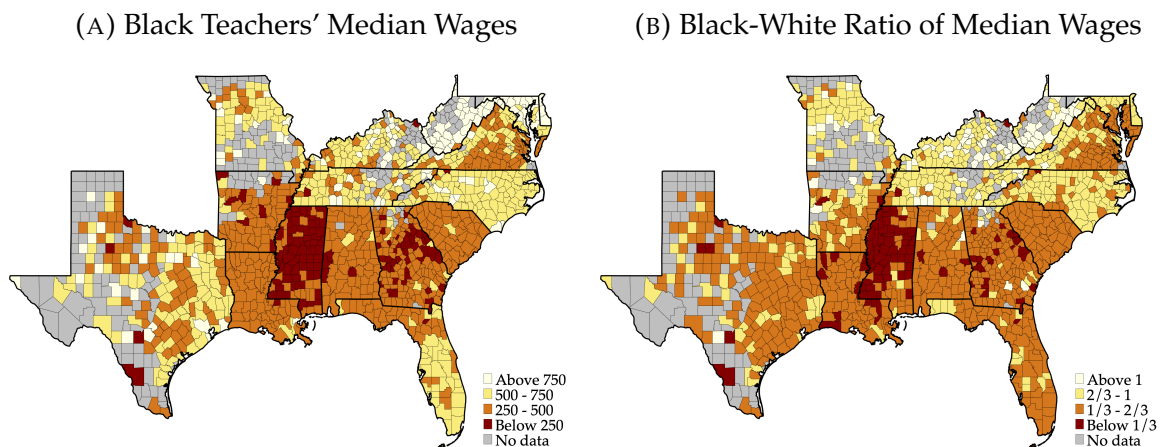 (A) Black Teachers’ Median Wages
(B) Black-White Ratio of Median Wages
Above 750
500 - 750
250 - 500
Below 250
No data
Above 1
2/3 - 1
1/3 - 2/3
Below 1/3
No data